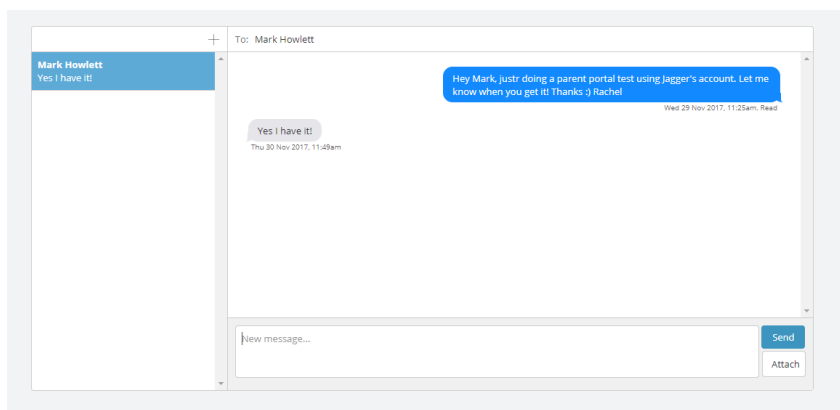 To: Mark Howlett
Mark Howlett
Yes I have it!
Hey Mark, justr doing a parent portal test using Jagger's account. Let me
know when you get it! Thanks :) Rachel
Wed 29 Nov 2017, 11:25am. Read
Yes I have it!
Thu 30 Nov 2017, 11:49am
New message...
Send
Attach